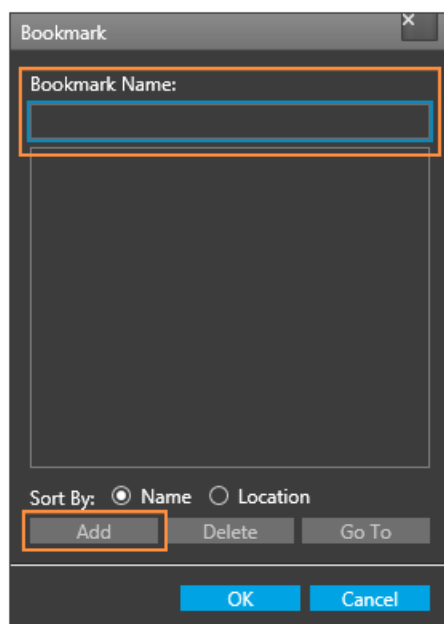 Bookmark
Bookmark Name:
Sort By: Name Location
Add Delete Go To
OK Cancel